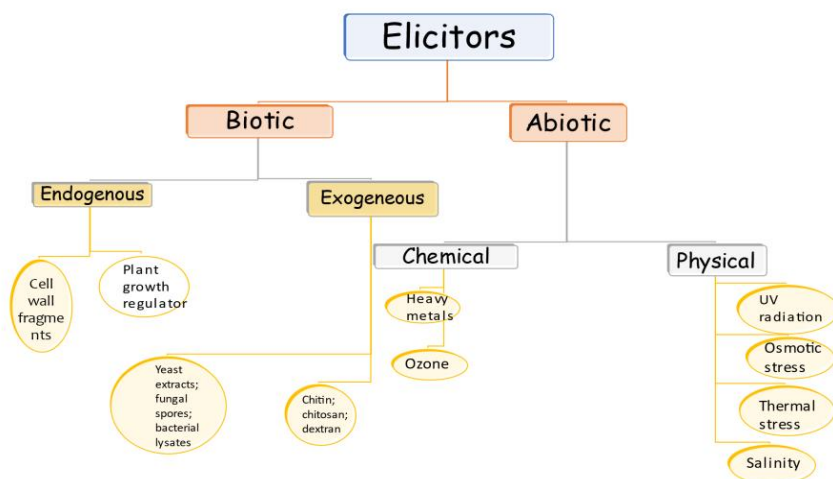 Elicitors
Biotic
Abiotic
Endogenous
Exogeneous
Chemical
Physical
Cell
wall
fragme
nts
Plant
growth
regulator
Heavy
metals
Ozone
Yeast
extracts;
fungal
spores;
bacterial
lysates
Chitin;
chitosan;
dextran
UV
radiation
Osmotic
stress
Thermal
stress
Salinity